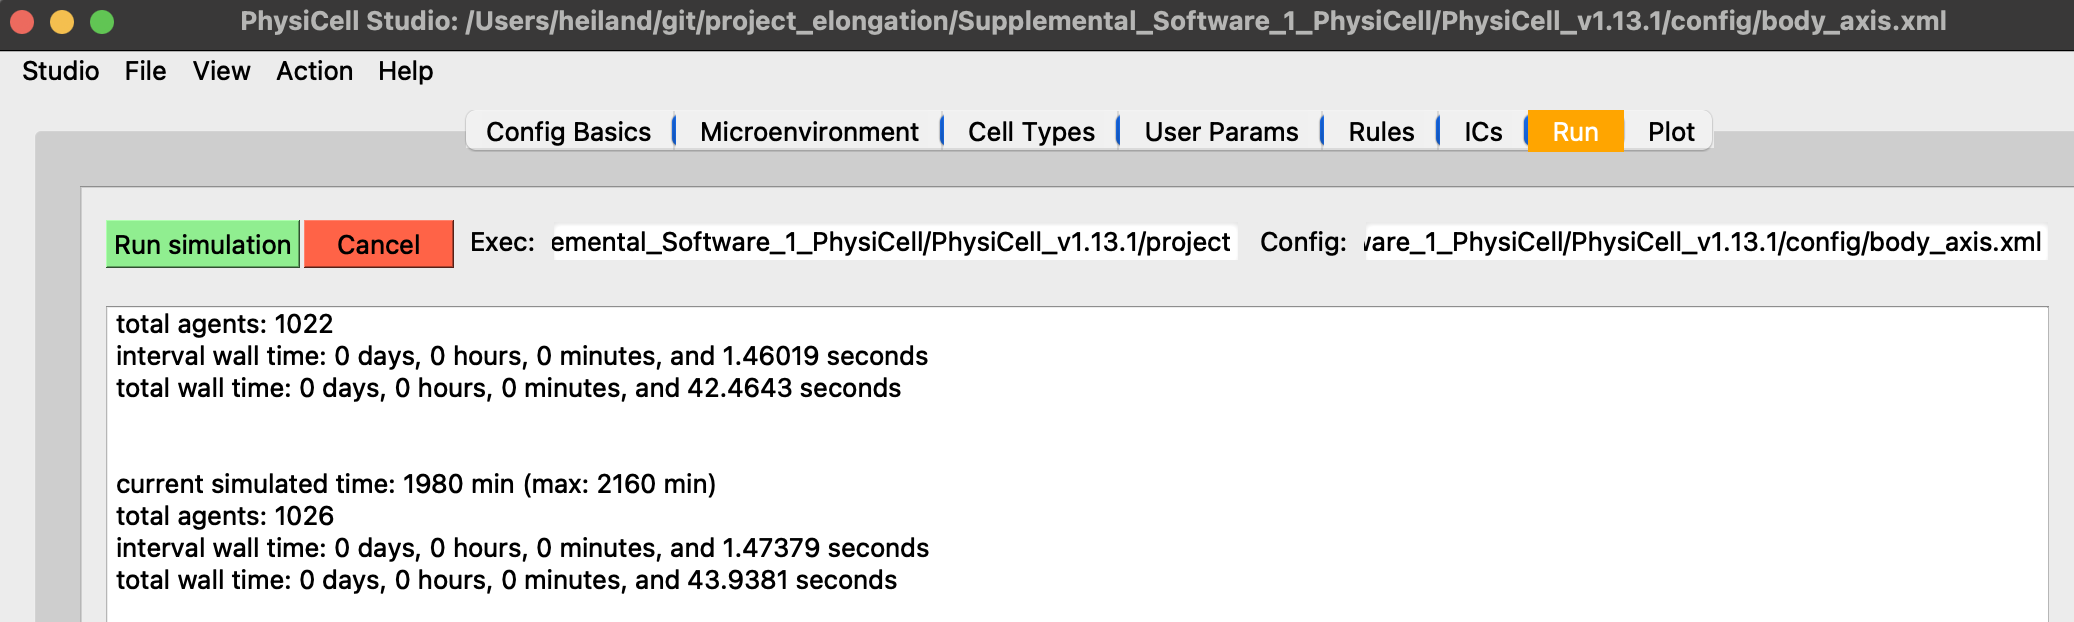 PhysiCell Studio: /Users/heiland/git/project_elongation/Supplemental_Software_1_PhysiCell/PhysiCell_v1.13.1/config/body_axis.xml
Studio File View Action Help
Config Basics Microenvironment Cell Types User Params Rules ICs Run Plot
Run simulation Cancel Exec: emental_Software_1_PhysiCell/PhysiCell_v1.13.1/project Config: ware_1_PhysiCell/PhysiCell_v1.13.1/config/body_axis.xml
total agents: 1022
interval wall time: 0 days, 0 hours, 0 minutes, and 1.46019 seconds
total wall time: 0 days, 0 hours, 0 minutes, and 42.4643 seconds
current simulated time: 1980 min (max: 2160 min)
total agents: 1026
interval wall time: 0 days, 0 hours, 0 minutes, and 1.47379 seconds
total wall time: 0 days, 0 hours, 0 minutes, and 43.9381 seconds